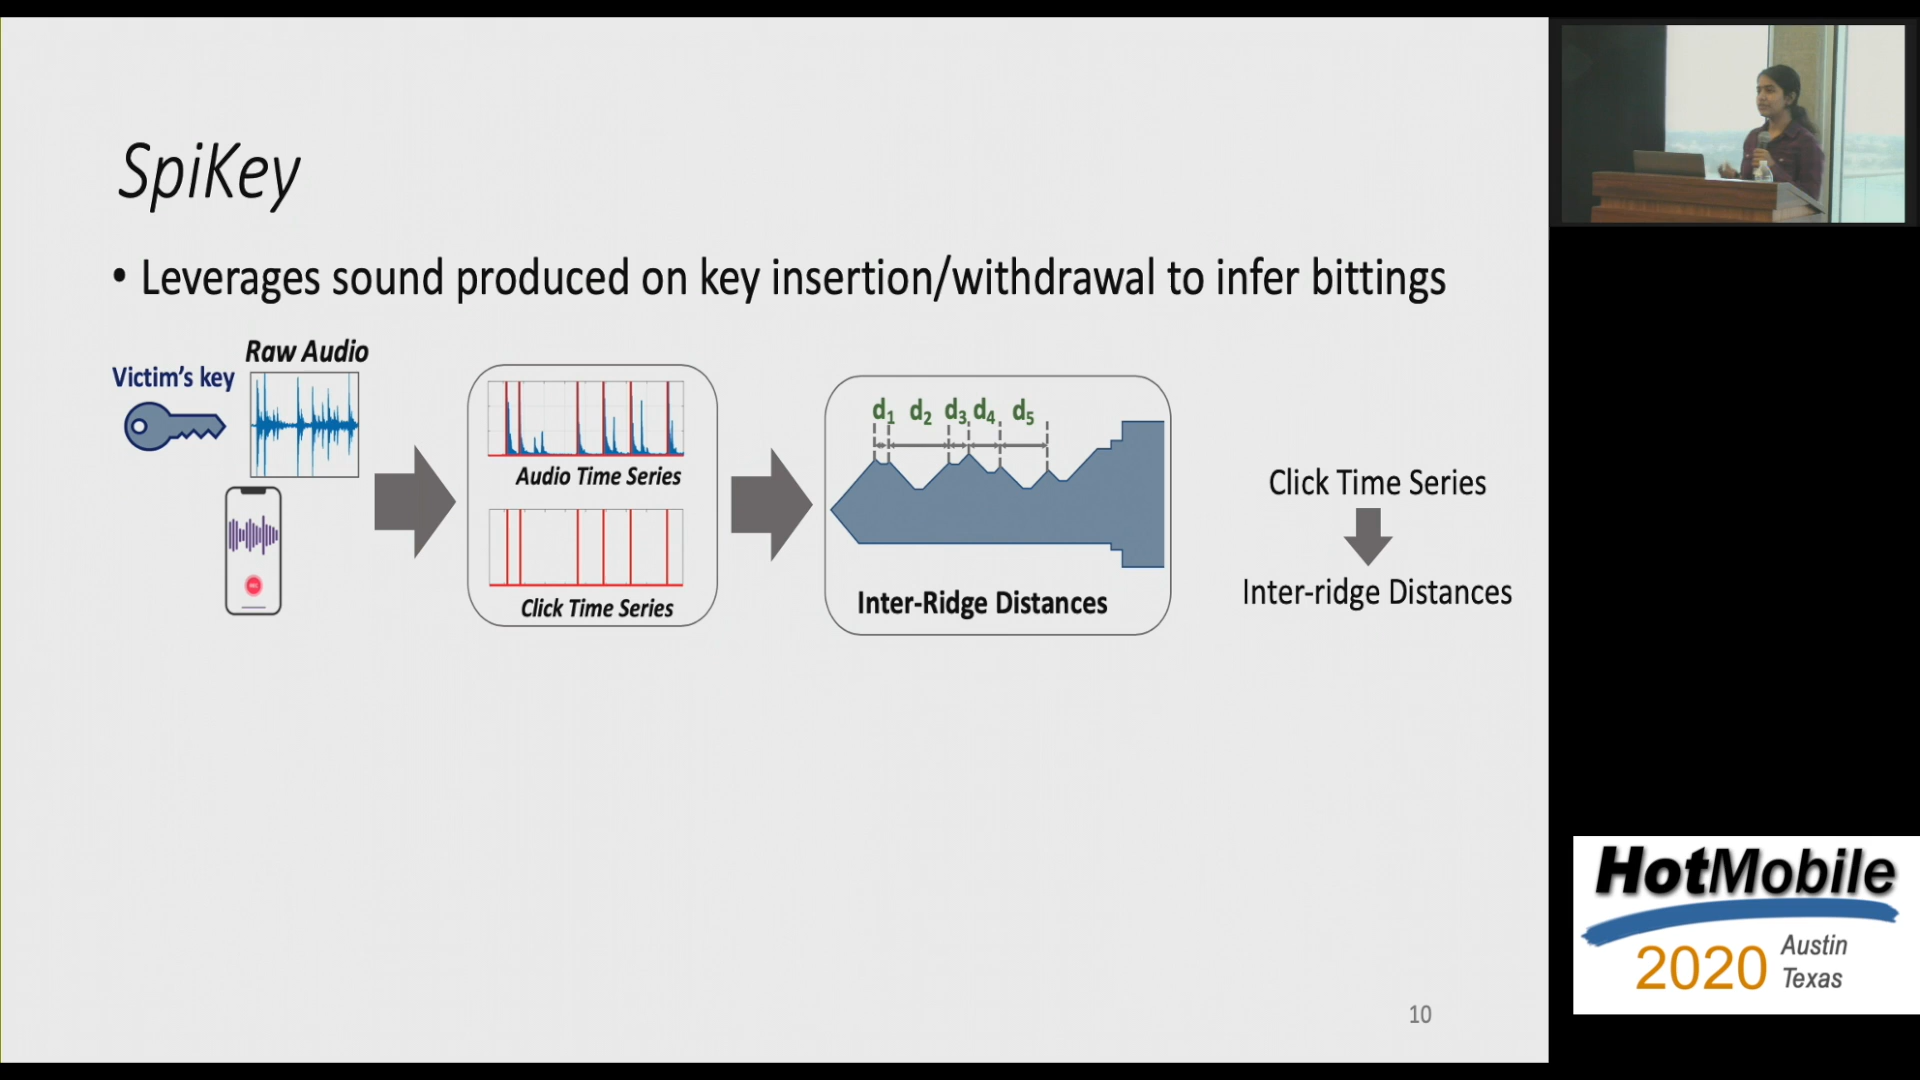 SpiKey
• Leverages sound produced on key insertion/withdrawal to infer bittings
Raw Audio
Victim's key
Audio Time Series
Click Time Series
d1 d2 d3 d4 d5
Inter-Ridge Distances
Click Time Series
Inter-ridge Distances
10
HotMobile
2020 Austin
Texas